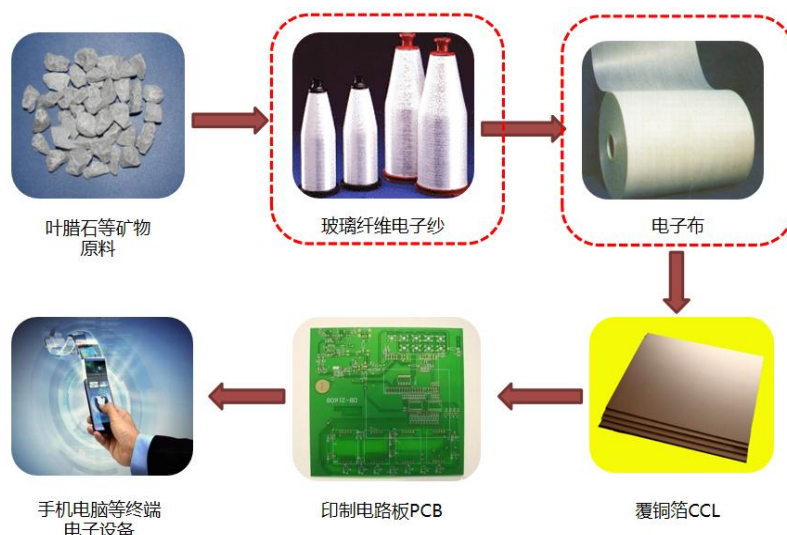 叶腊石等矿物
原料
玻璃纤维电子纱
电子布
手机电脑等终端
电子设备
印制电路板PCB
覆铜箔CCL